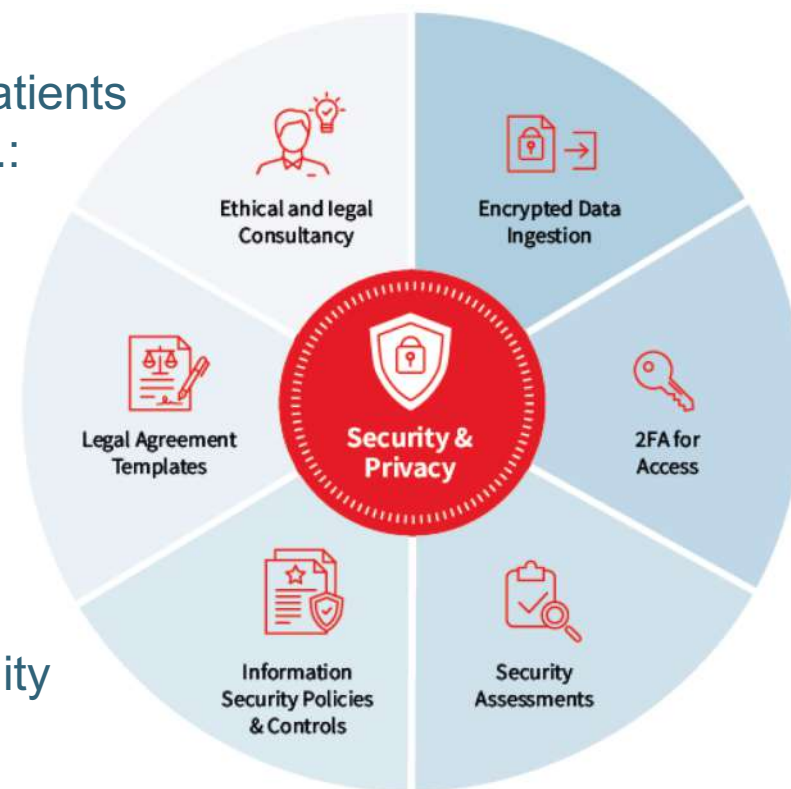 atients
.:
Ethical and legal
Consultancy
Encrypted Data
Ingestion
Legal Agreement
Templates
Security &
Privacy
2FA for
Access
ity
Information
Security Policies
& Controls
Security
Assessments